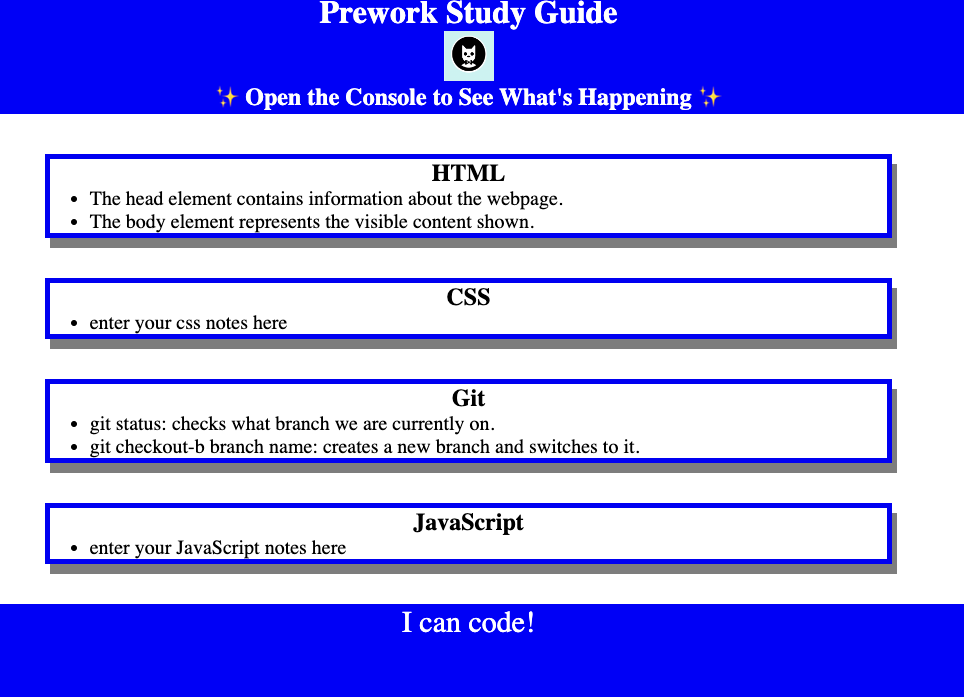 Prework Study Guide
✨ Open the Console to See What's Happening ✨
HTML
• The head element contains information about the webpage.
• The body element represents the visible content shown.
CSS
• enter your css notes here
Git
• git status: checks what branch we are currently on.
• git checkout-b branch name: creates a new branch and switches to it.
JavaScript
• enter your JavaScript notes here
I can code!